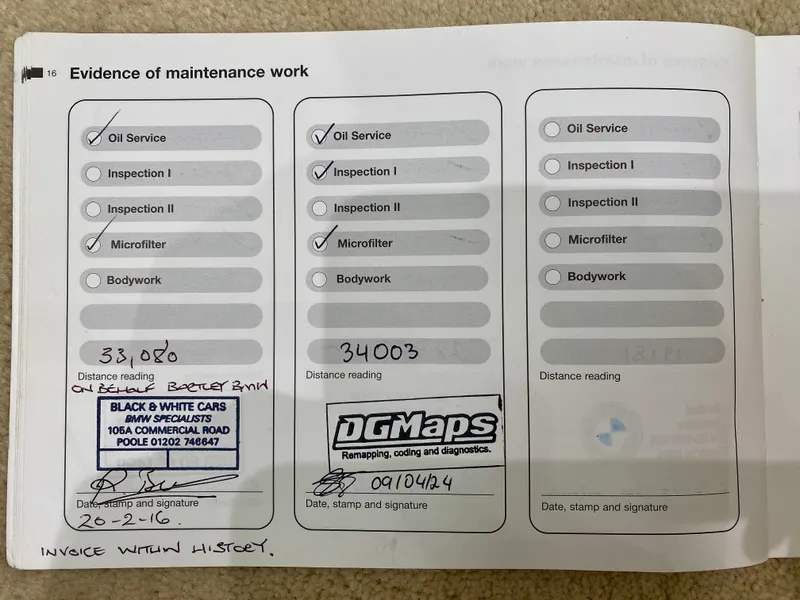 16 Evidence of maintenance work
Oil Service
Inspection I
Inspection II
Microfilter
Bodywork
33,080
Distance reading
ON BEHALF BARTLEY BMW
BLACK & WHITE CARS
BMW SPECIALISTS
105A COMMERCIAL ROAD
POOLE 01202 746647
Date, stamp and signature
20-2-16.
INVOICE WITHIN HISTORY.
Oil Service
Inspection I
Inspection II
Microfilter
Bodywork
34003
Distance reading
DGMaps
Remapping, coding and diagnostics.
09/04/24
Date, stamp and signature
Oil Service
Inspection I
Inspection II
Microfilter
Bodywork
Distance reading
Date, stamp and signature